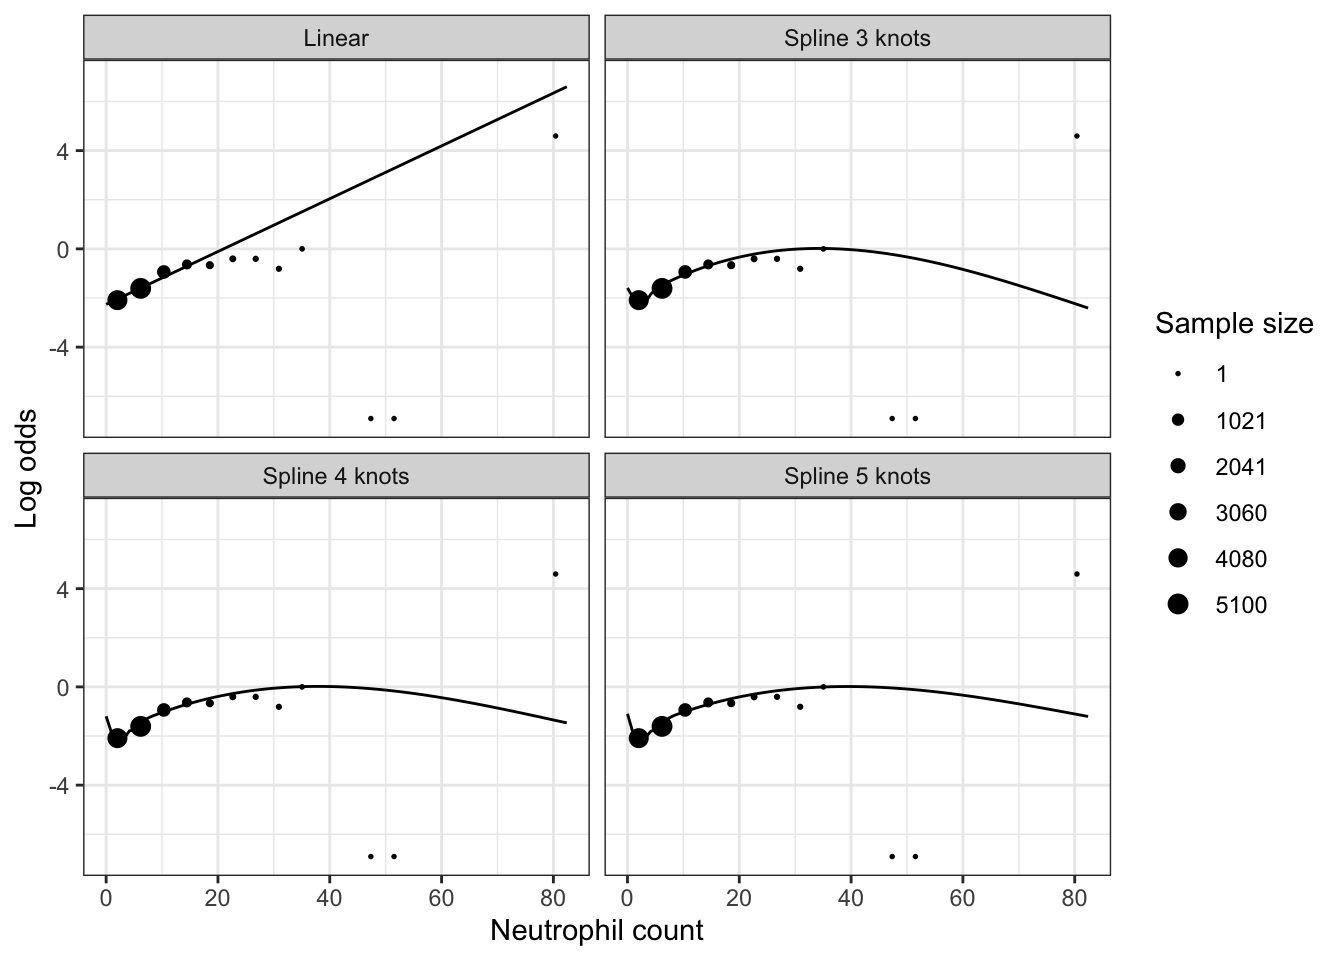 Linear
Spline 3 knots
4
0
-4
Spline 4 knots
Spline 5 knots
4
0
-4
0 20 40 60 80
0 20 40 60 80
Neutrophil count
Log odds
Sample size
1
1021
2041
3060
4080
5100